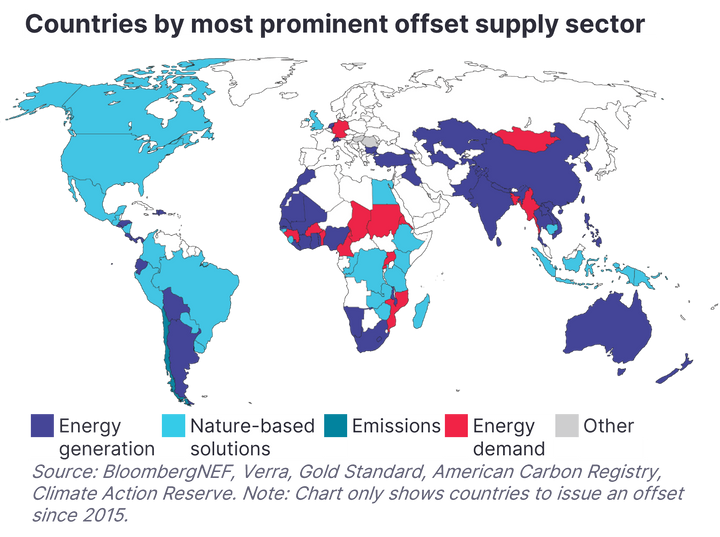 Countries by most prominent offset supply sector
Energy generation
Nature-based solutions
Emissions
Energy demand
Other
Source: BloombergNEF, Verra, Gold Standard, American Carbon Registry,
Climate Action Reserve. Note: Chart only shows countries to issue an offset
since 2015.